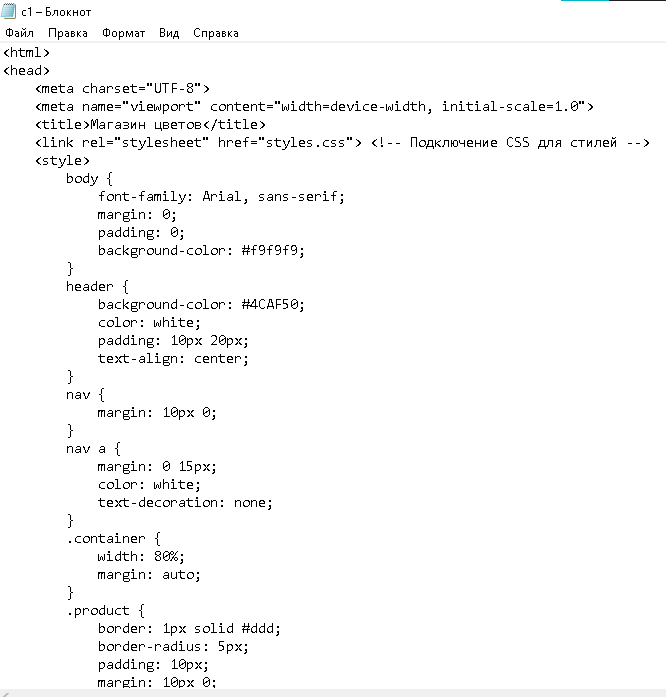 c1 – Блокнот
Файл Правка Формат Вид Справка
<html>
<head>
    <meta charset="UTF-8">
    <meta name="viewport" content="width=device-width, initial-scale=1.0">
    <title>Магазин цветов</title>
    <link rel="stylesheet" href="styles.css"> <!-- Подключение CSS для стилей -->
    <style>
        body {
            font-family: Arial, sans-serif;
            margin: 0;
            padding: 0;
            background-color: #f9f9f9;
        }
        header {
            background-color: #4CAF50;
            color: white;
            padding: 10px 20px;
            text-align: center;
        }
        nav {
            margin: 10px 0;
        }
        nav a {
            margin: 0 15px;
            color: white;
            text-decoration: none;
        }
        .container {
            width: 80%;
            margin: auto;
        }
        .product {
            border: 1px solid #ddd;
            border-radius: 5px;
            padding: 10px;
            margin: 10px 0;